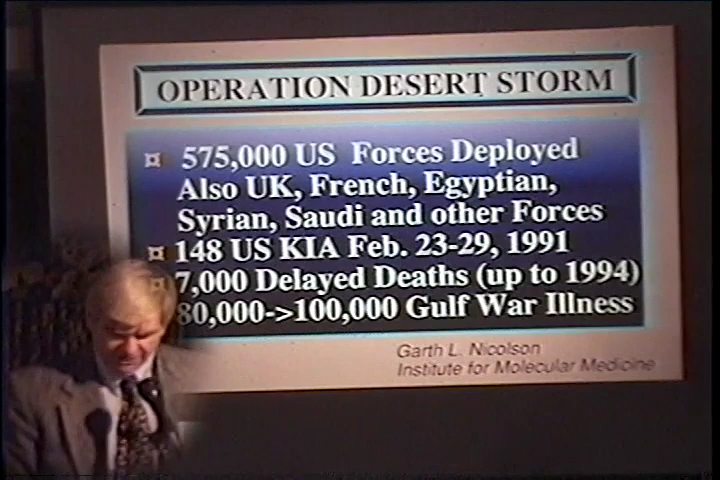 OPERATION DESERT STORM
¤ 575,000 US Forces Deployed
Also UK, French, Egyptian,
Syrian, Saudi and other Forces
¤ 148 US KIA Feb. 23-29, 1991
¤ 7,000 Delayed Deaths (up to 1994)
80,000->100,000 Gulf War Illness
Garth L. Nicolson
Institute for Molecular Medicine